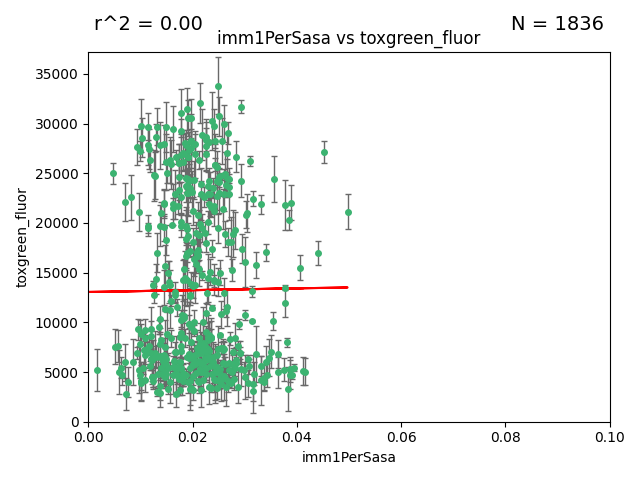 r^2 = 0.00
N = 1836
imm1PerSasa vs toxgreen_fluor
toxgreen_fluor
35000
30000
25000
20000
15000
10000
5000
0
0.00 0.02 0.04 0.06 0.08 0.10
imm1PerSasa